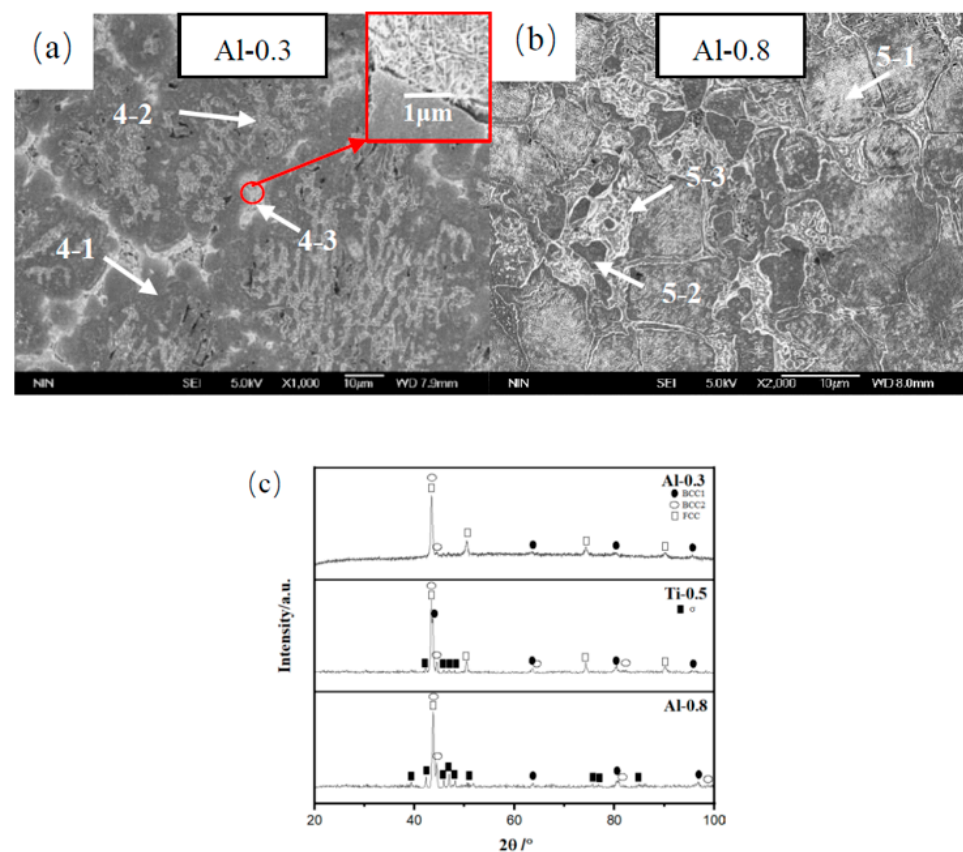 (a)
Al-0.3
4-2
1μm
4-3
4-1
NIN SEI 5.0kV X1,000 10μm WD 7.9mm
(b)
Al-0.8
5-1
5-3
5-2
NIN SEI 5.0kV X2,000 10μm WD 8.0mm
(c)
Al-0.3
BCC1
BCC2
FCC
Ti-0.5
σ
Al-0.8
Intensity/a.u.
20 40 60 80 100
2θ /°